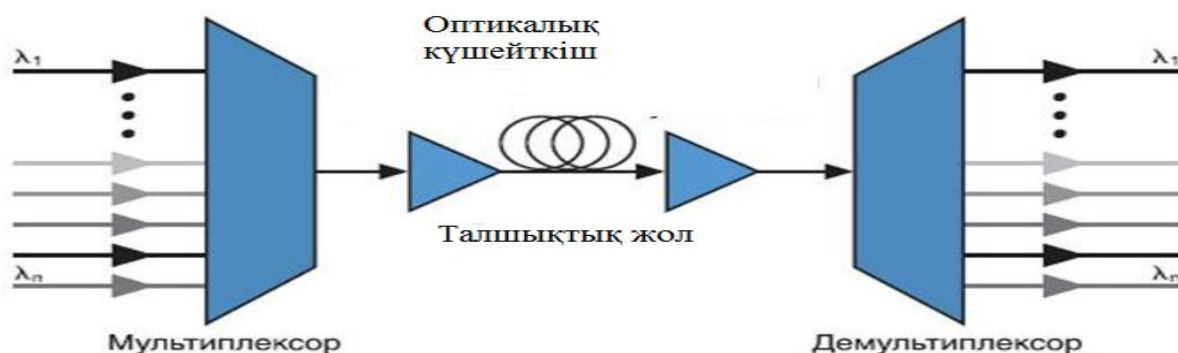 Оптикалық
күшейткіш
λ₁
λ₁
Талшықтық жол
λₙ
λₙ
Мультиплексор
Демультиплексор